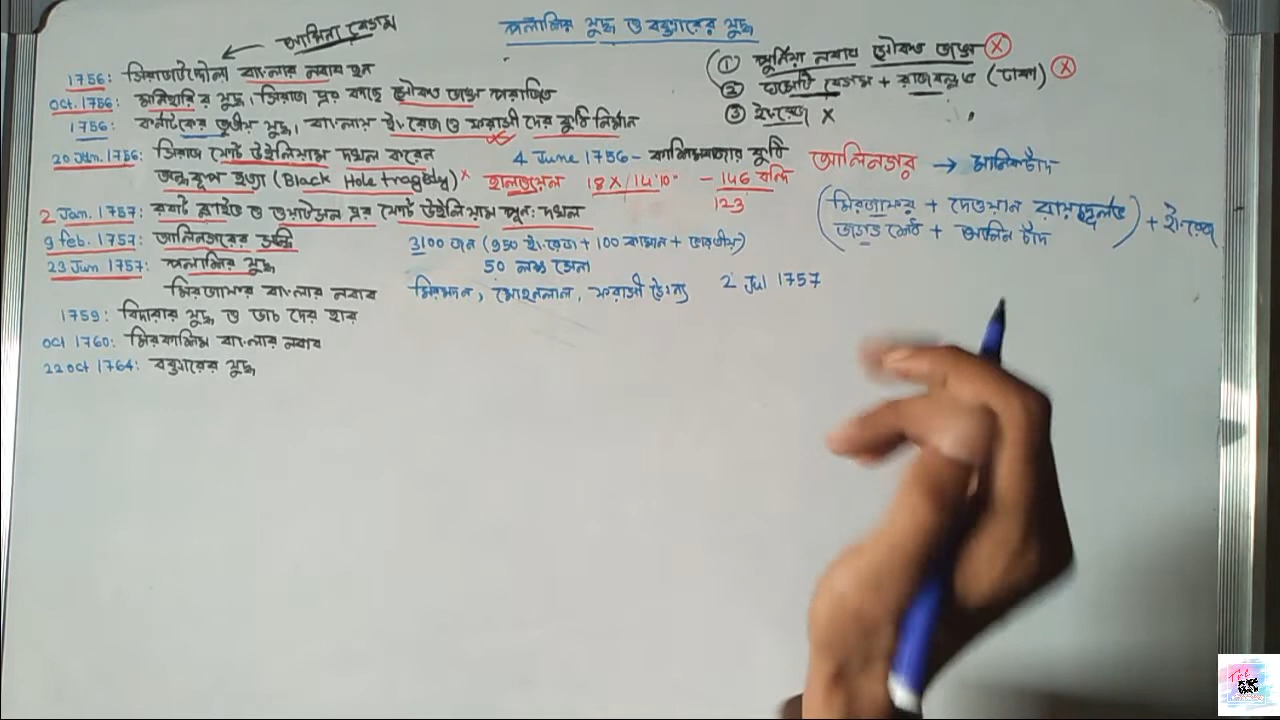 পলাশির যুদ্ধ ও বক্সারের যুদ্ধ
আমিনা বেগম
1756: সিরাজউদ্দৌলা বাংলার নবাব হন
① পূর্নিয়া নবাব সৌকত জঙ্গ X
② ঘসেটি বেগম + রাজবল্লভ (ঢাকা) X
③ ইংরেজ X
Oct. 1756: মনিহারির যুদ্ধ, সিরাজ এর কাছে সৌকত জঙ্গ পরাজিত
1756: কর্ণাটকের তৃতীয় যুদ্ধ, বাংলায় ইংরেজ ও ফরাসী দের কুঠি নির্মান
20 Jun. 1756: সিরাজ ফোর্ট উইলিয়াম দখল করেন
4 June 1756 - কাশিমবাজার কুঠি
আলিনগর → মানিকচাঁদ
অন্ধকূপ হত্যা (Black Hole tragedy) x হলওয়েল 18 X/14'10" - 146 বন্দি
123
2 Jan. 1757: রবার্ট ক্লাইভ ও ওয়াটসন এর ফোর্ট উইলিয়াম পুন: দখল
(মিরজাফর + দেওয়ান রায়দুর্লভ
জগত শেঠ + আমিন চাঁদ) + ইংরেজ
9 feb. 1757: আলিনগরের সন্ধি
3100 জন (950 ইংরেজ + 100 কামান + ভারতীয়)
23 Jun 1757: পলাশির যুদ্ধ
50 লক্ষ সেনা
মিরজাফর বাংলার নবাব
মিরমদন, মোহনলাল, ফরাসী সৈন্য
2 Jul 1757
1759: বিদারার যুদ্ধ ও ডাচ দের হার
Oct 1760: মিরকাশিম বাংলার নবাব
22 Oct 1764: বক্সারের যুদ্ধ